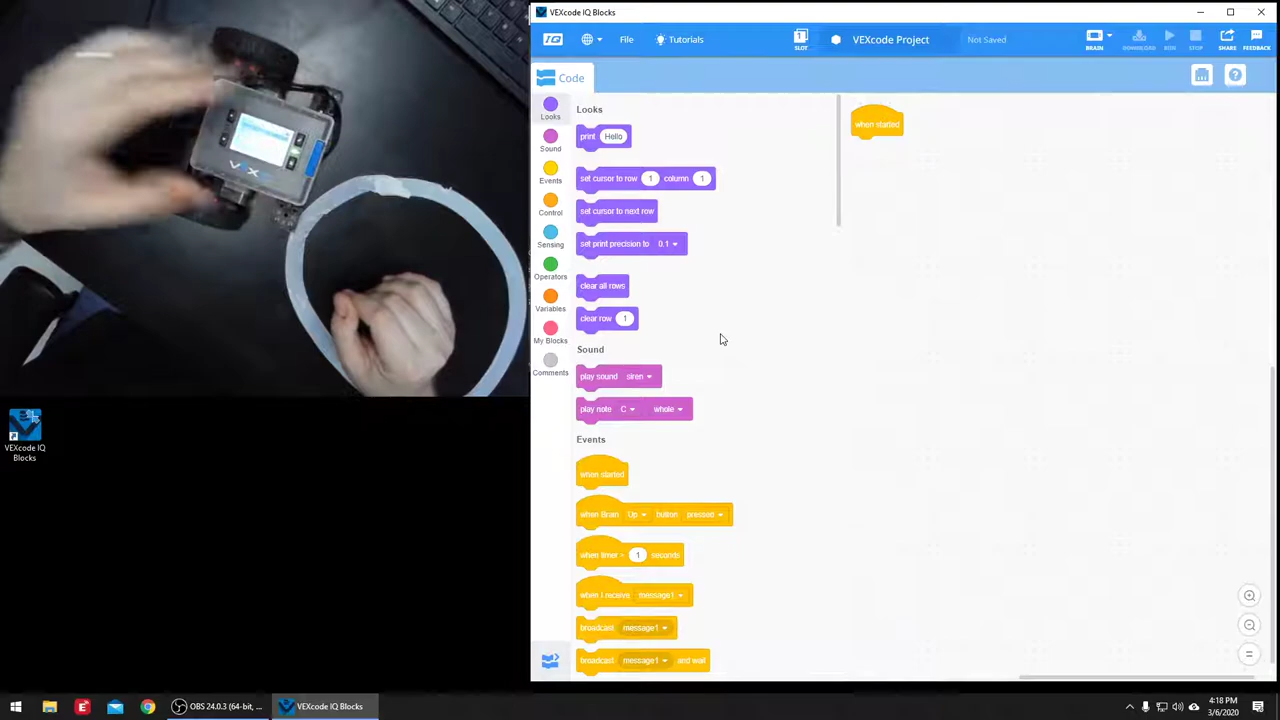 VEXcode IQ Blocks
IQ
File
Tutorials
1
SLOT
VEXcode Project
Not Saved
BRAIN
DOWNLOAD
RUN
STOP
SHARE
FEEDBACK
Code
Looks
Sound
Events
Control
Sensing
Operators
Variables
My Blocks
Comments
Looks
print Hello
set cursor to row 1 column 1
set cursor to next row
set print precision to 0.1
clear all rows
clear row 1
Sound
play sound siren
play note C whole
Events
when started
when Brain Up button pressed
when timer > 1 seconds
when I receive message1
broadcast message1
broadcast message1 and wait
when started
VEX
VEXcode IQ
Blocks
OBS 24.0.3 (64-bit, ...
VEXcode IQ Blocks
4:18 PM
3/6/2020